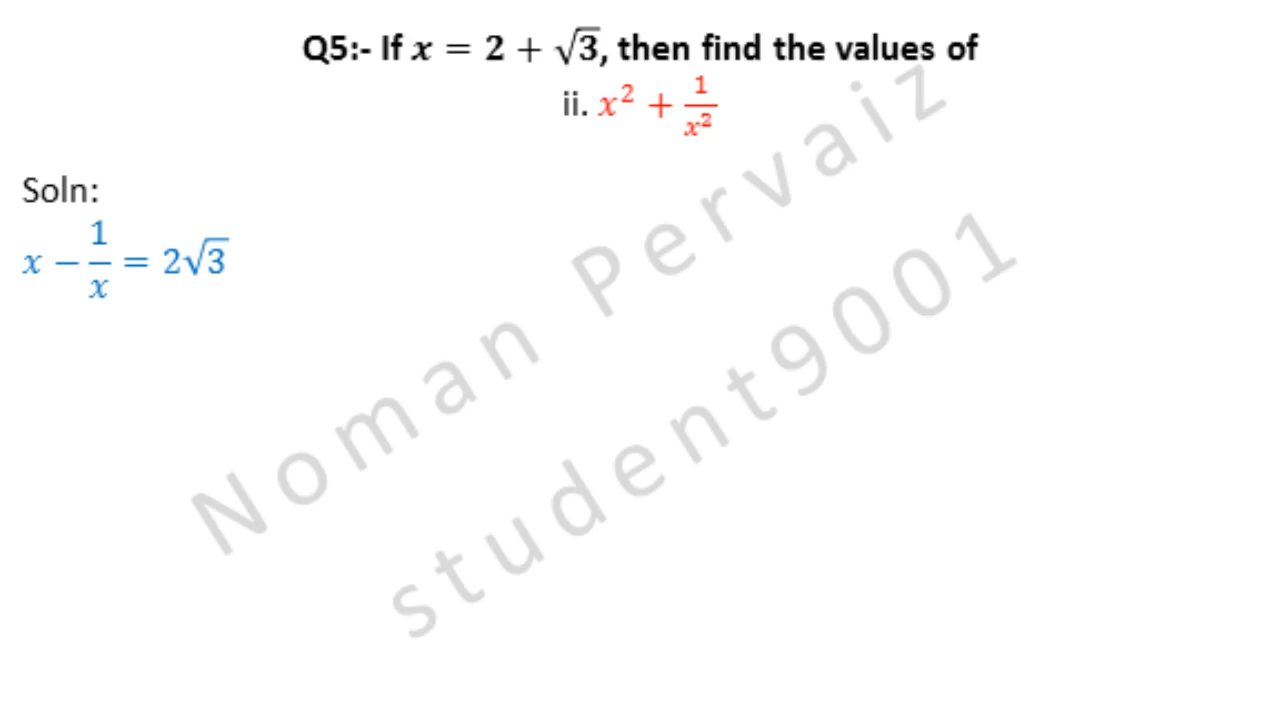 Q5:- If x = 2 + √3, then find the values of
ii. x² + 1/x²
Soln:
x − 1/x = 2√3
Noman Pervaiz
student9001